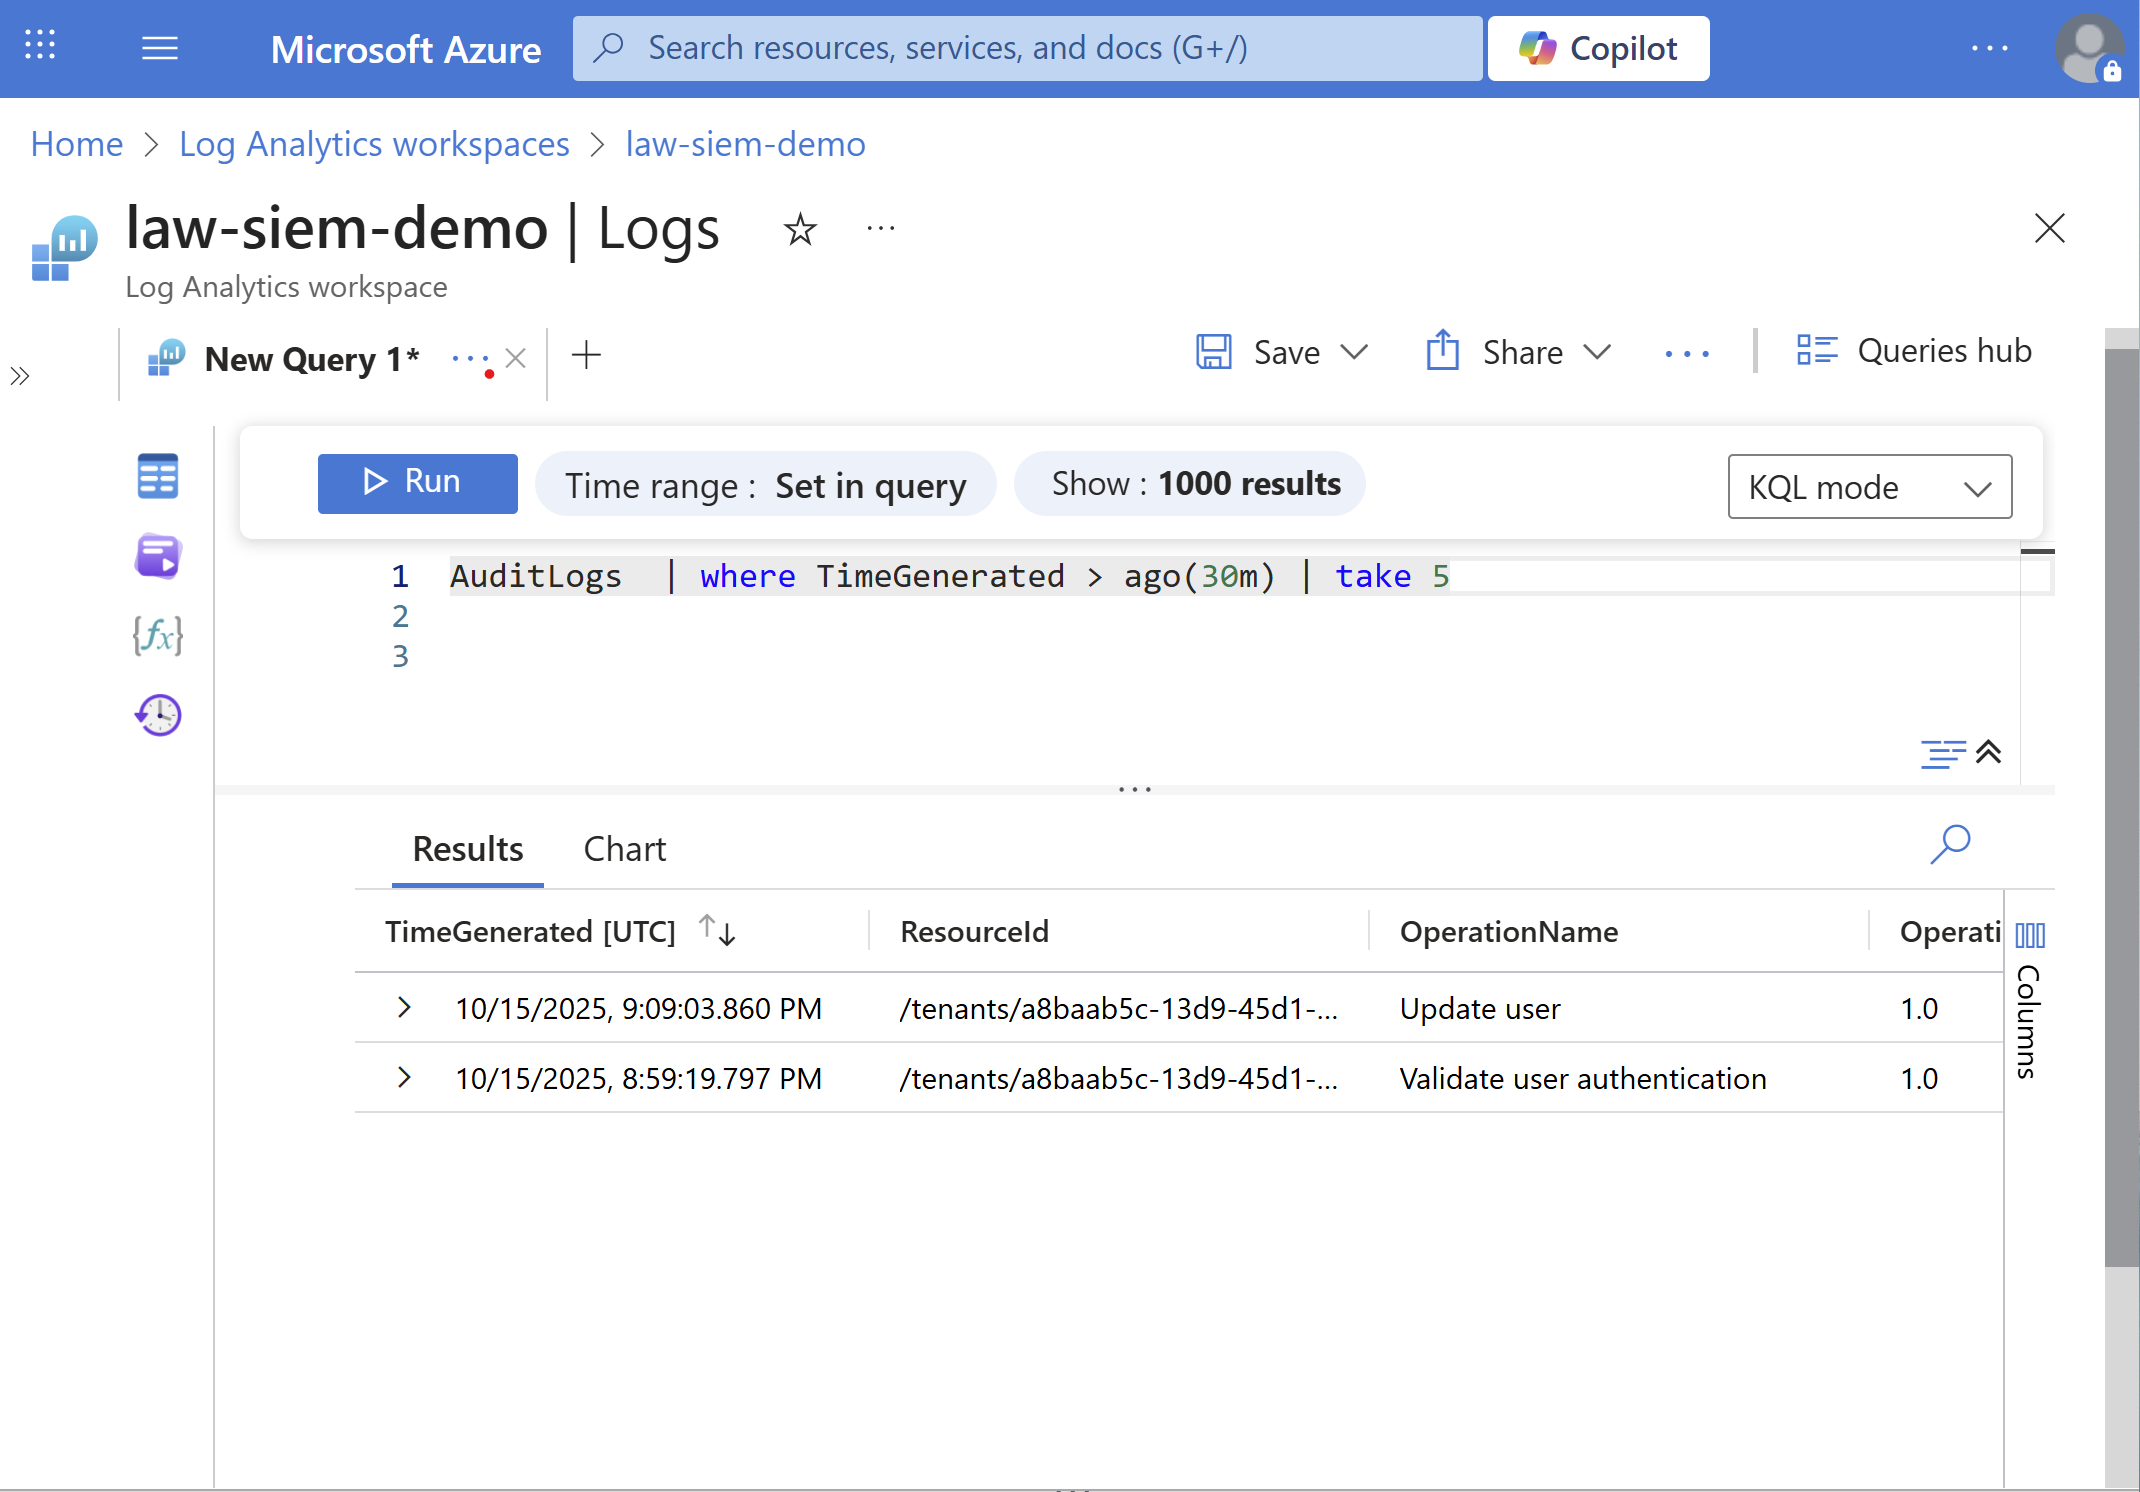 Microsoft Azure
Search resources, services, and docs (G+/)
Copilot
Home > Log Analytics workspaces > law-siem-demo
law-siem-demo | Logs
Log Analytics workspace
New Query 1*
Save
Share
Queries hub
Run
Time range : Set in query
Show : 1000 results
KQL mode
1 AuditLogs | where TimeGenerated > ago(30m) | take 5
2
3
{fx}
Results
Chart
TimeGenerated [UTC] ResourceId OperationName Operati
10/15/2025, 9:09:03.860 PM /tenants/a8baab5c-13d9-45d1-... Update user 1.0
10/15/2025, 8:59:19.797 PM /tenants/a8baab5c-13d9-45d1-... Validate user authentication 1.0
Columns